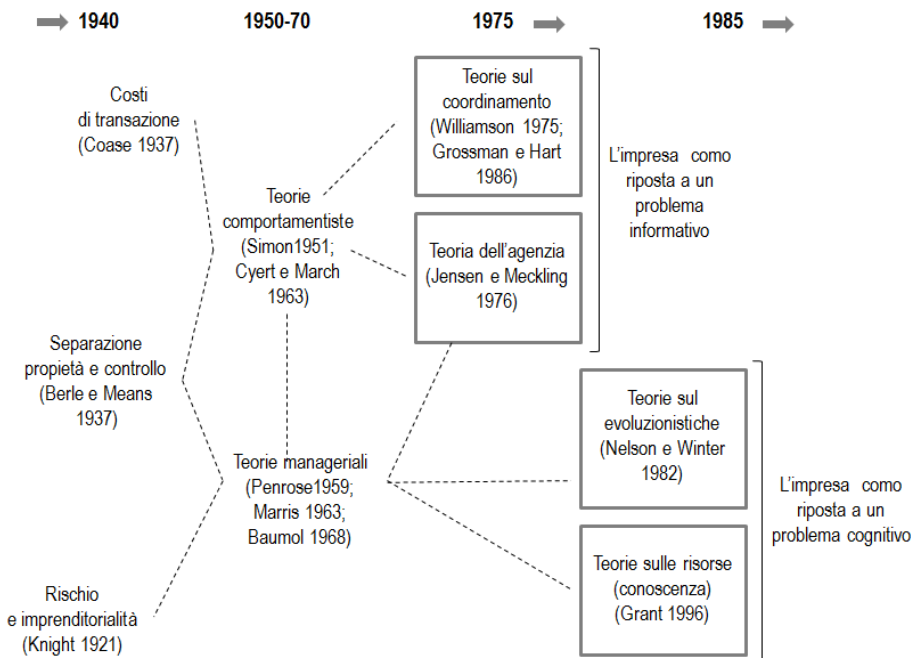 1940
1950-70
1975
1985
Costi
di transazione
(Coase 1937)
Separazione
propietà e controllo
(Berle e Means
1937)
Rischio
e imprenditorialità
(Knight 1921)
Teorie
comportamentiste
(Simon1951;
Cyert e March
1963)
Teorie manageriali
(Penrose1959;
Marris 1963;
Baumol 1968)
Teorie sul
coordinamento
(Williamson 1975;
Grossman e Hart
1986)
Teoria dell’agenzia
(Jensen e Meckling
1976)
L’impresa como
riposta a un
problema
informativo
Teorie sul
evoluzionistiche
(Nelson e Winter
1982)
Teorie sulle risorse
(conoscenza)
(Grant 1996)
L’impresa como
riposta a un
problema cognitivo